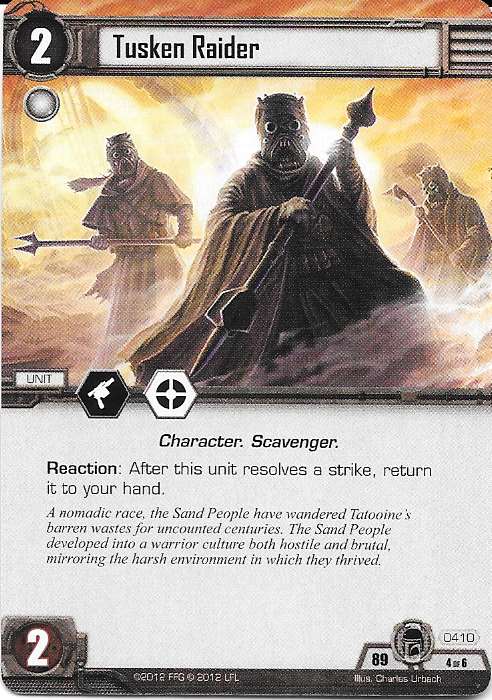 2
Tusken Raider
UNIT
Character. Scavenger.
Reaction: After this unit resolves a strike, return
it to your hand.
A nomadic race, the Sand People have wandered Tatooine's
barren wastes for uncounted centuries. The Sand People
developed into a warrior culture both hostile and brutal,
mirroring the harsh environment in which they thrived.
2
89
0410
4 OF 6
©2012 FFG © 2012 LFL
Illus. Charles Urbach